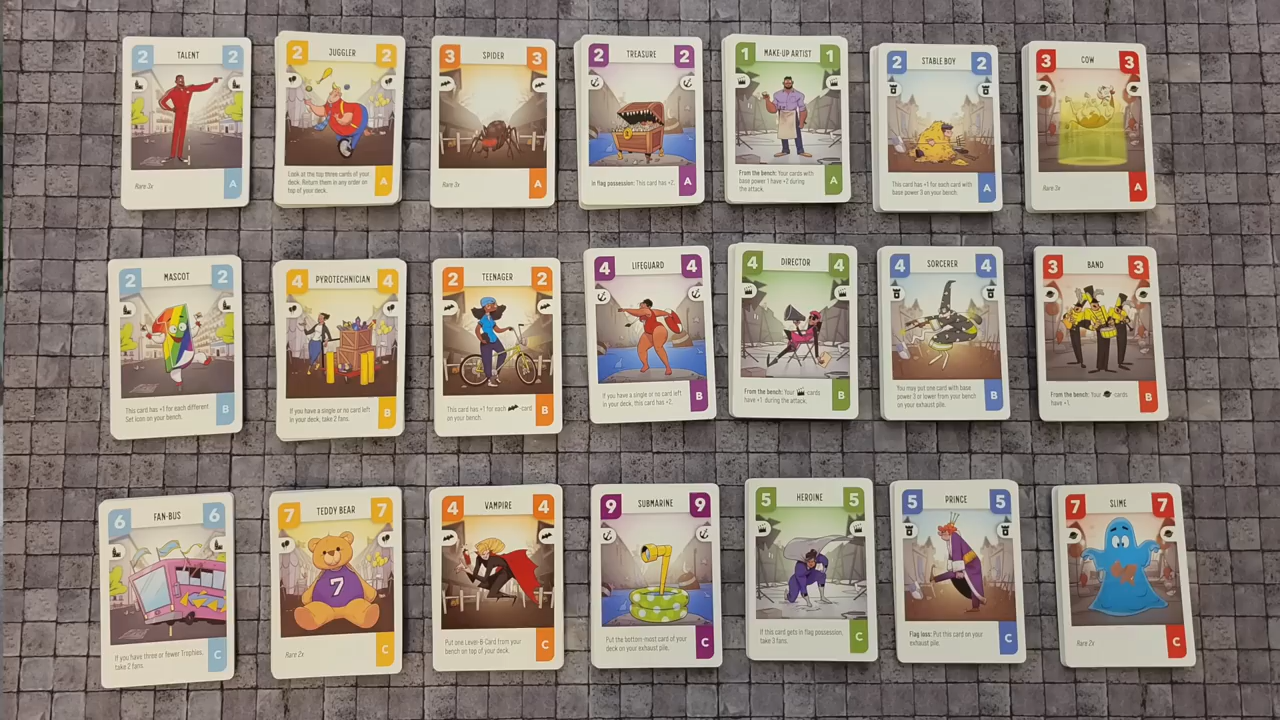 2 TALENT 2
Rare 3x
A
2 JUGGLER 2
Look at the top three cards of your
deck. Return them in any order on
top of your deck.
A
3 SPIDER 3
Rare 3x
A
2 TREASURE 2
In flag possession: This card has +2.
A
1 MAKE-UP ARTIST 1
From the bench: Your cards with
base power 1 have +2 during
the attack.
A
2 STABLE BOY 2
This card has +1 for each card with
base power 3 on your bench.
A
3 COW 3
Rare 3x
A
2 MASCOT 2
This card has +1 for each different
Set icon on your bench.
B
4 PYROTECHNICIAN 4
If you have a single or no card left
in your deck, take 2 fans.
B
2 TEENAGER 2
This card has +1 for each -card
on your bench.
B
4 LIFEGUARD 4
If you have a single or no card left
in your deck, this card has +2.
B
4 DIRECTOR 4
From the bench: Your -cards
have +1 during the attack.
B
4 SORCERER 4
You may put one card with base
power 3 or lower from your bench
on your exhaust pile.
B
3 BAND 3
From the bench: Your -cards
have +1.
B
6 FAN-BUS 6
If you have three or fewer Trophies,
take 2 fans.
C
7 TEDDY BEAR 7
7
Rare 2x
C
4 VAMPIRE 4
Put one Level-B-Card from your
bench on top of your deck.
C
9 SUBMARINE 9
Put the bottom-most card of your
deck on your exhaust pile.
C
5 HEROINE 5
If this card gets in flag possession,
take 3 fans.
C
5 PRINCE 5
Flag loss: Put this card on your
exhaust pile.
C
7 SLIME 7
Rare 2x
C